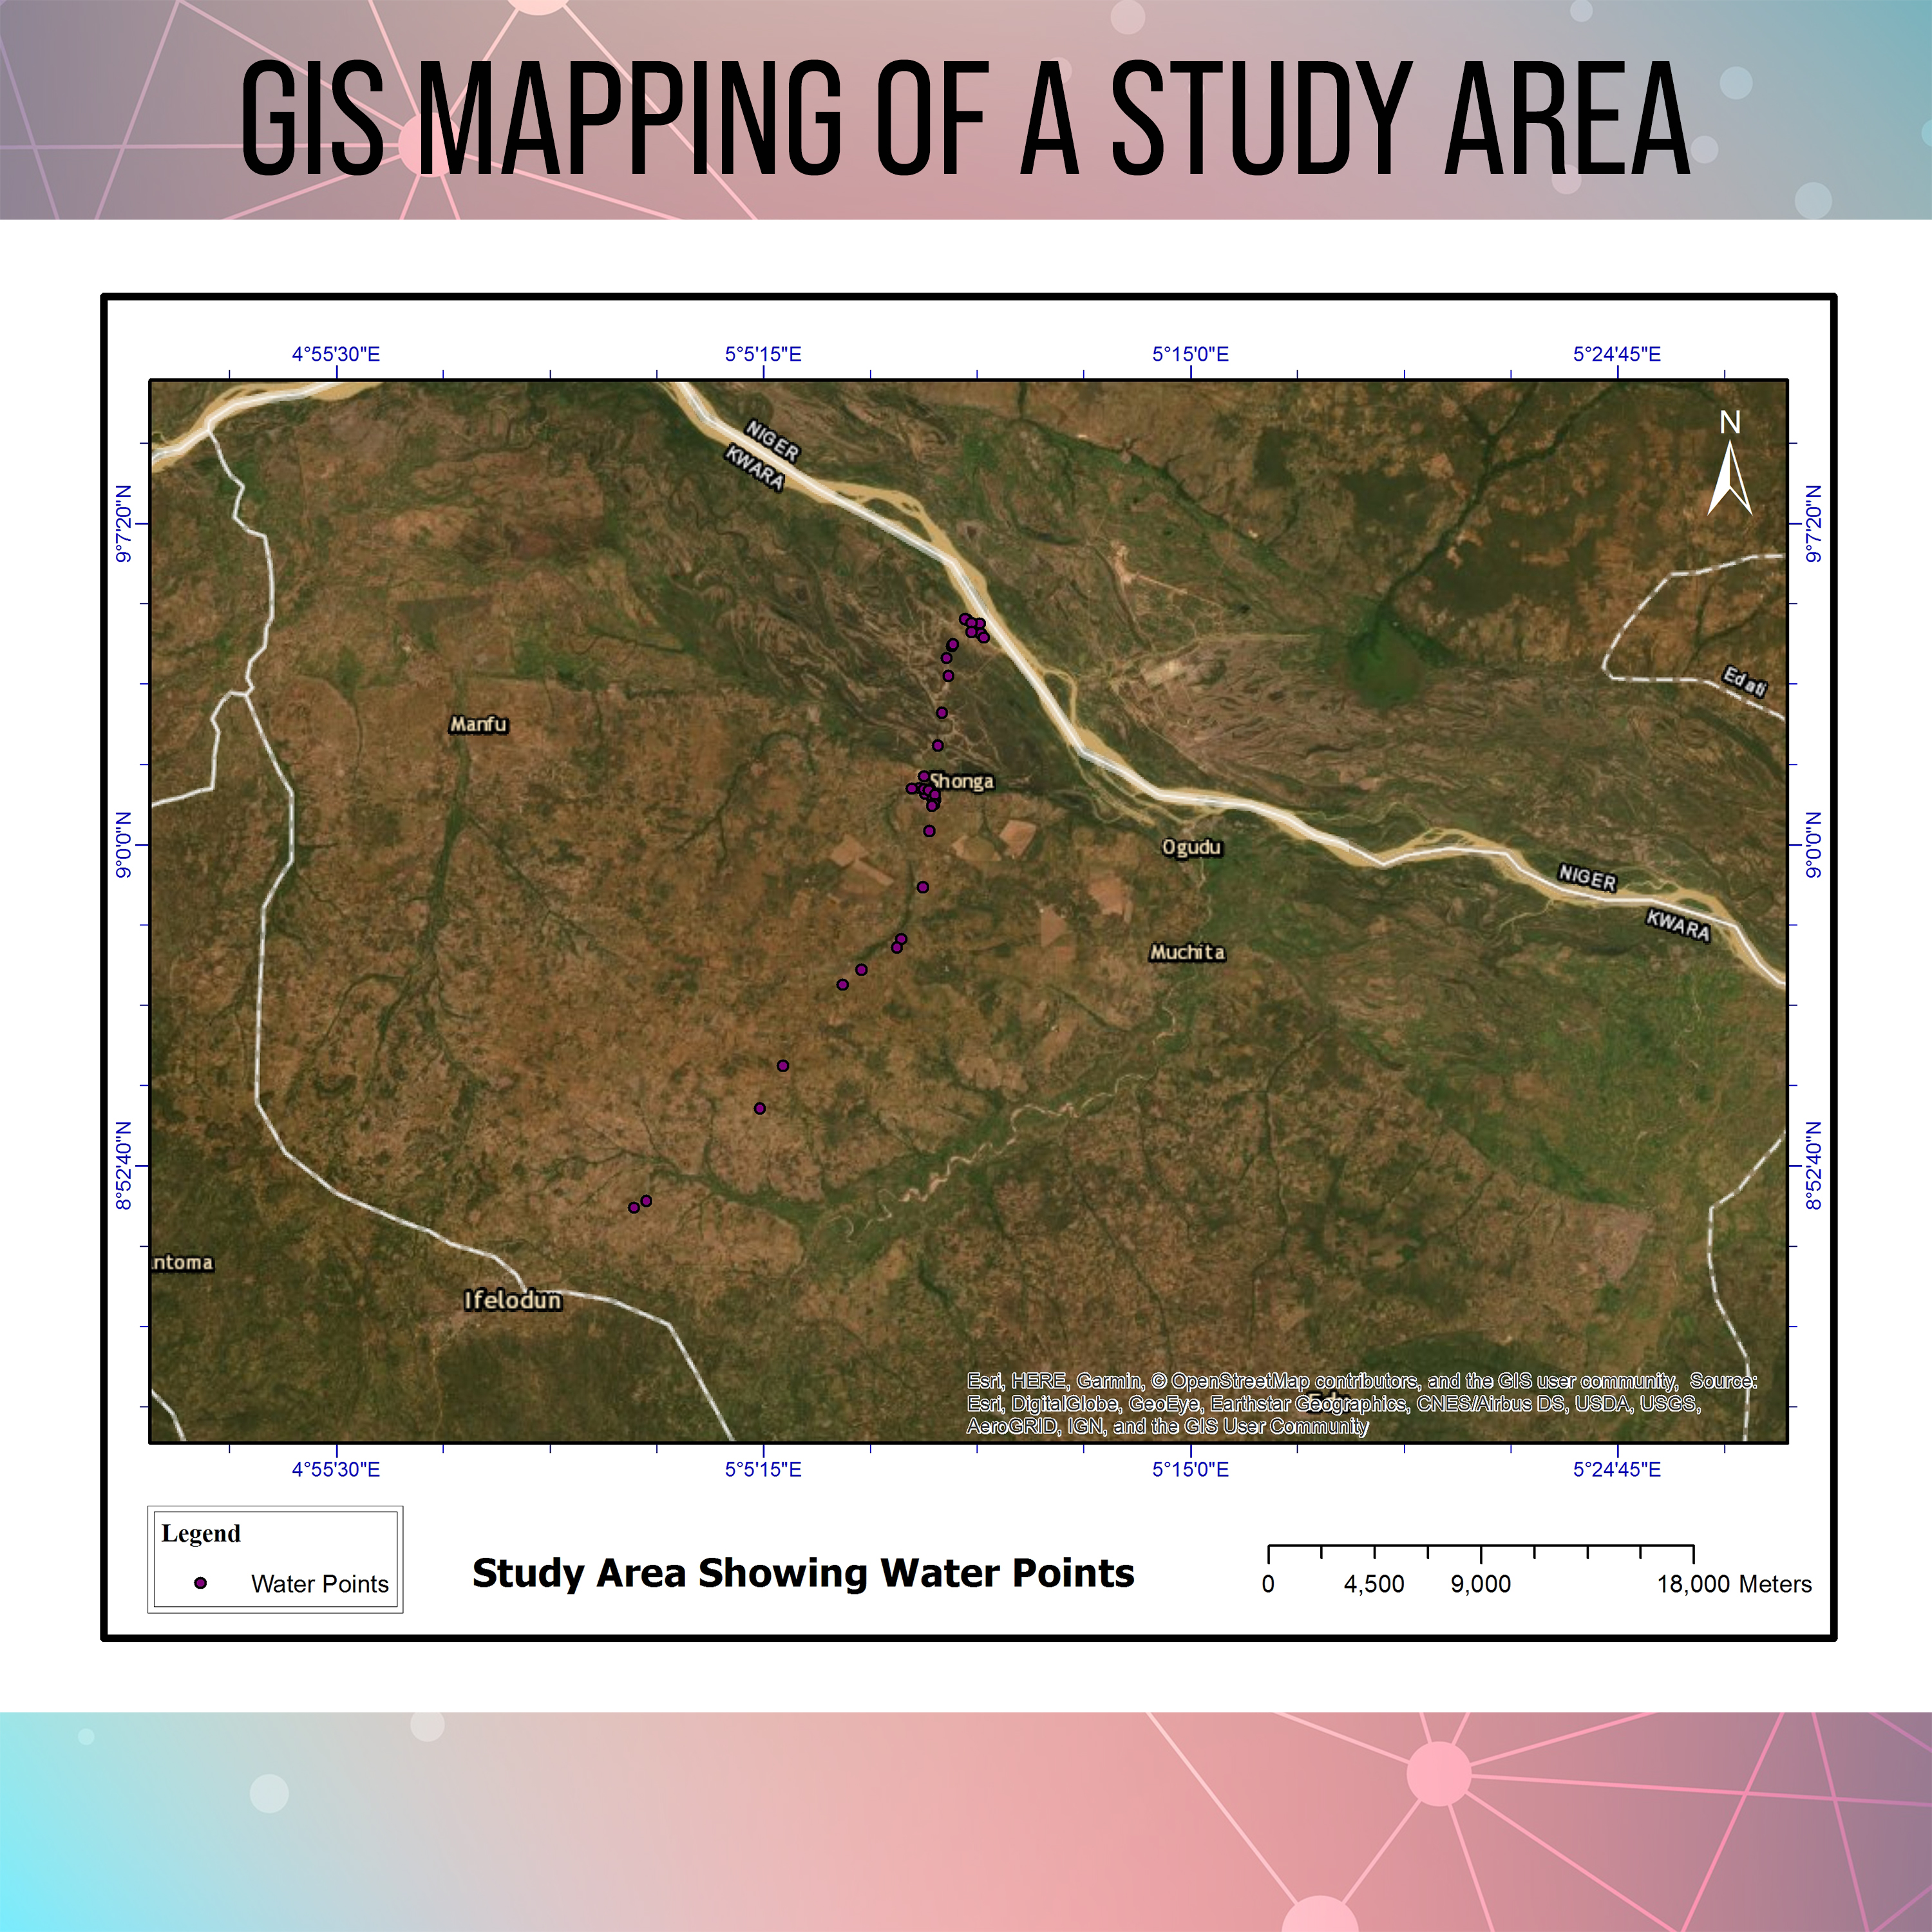 GIS MAPPING OF A STUDY AREA
4°55'30"E 5°5'15"E 5°15'0"E 5°24'45"E
N
NIGER
KWARA
9°7'20"N 9°7'20"N
Edati
Manfu
Shonga
9°0'0"N 9°0'0"N
Ogudu
NIGER
KWARA
Muchita
8°52'40"N 8°52'40"N
ntoma
Ifelodun
Esri, HERE, Garmin, © OpenStreetMap contributors, and the GIS user community, Source:
Esri, DigitalGlobe, GeoEye, Earthstar Geographics, CNES/Airbus DS, USDA, USGS,
AeroGRID, IGN, and the GIS User Community
4°55'30"E 5°5'15"E 5°15'0"E 5°24'45"E
Legend
Water Points
Study Area Showing Water Points
0 4,500 9,000 18,000 Meters